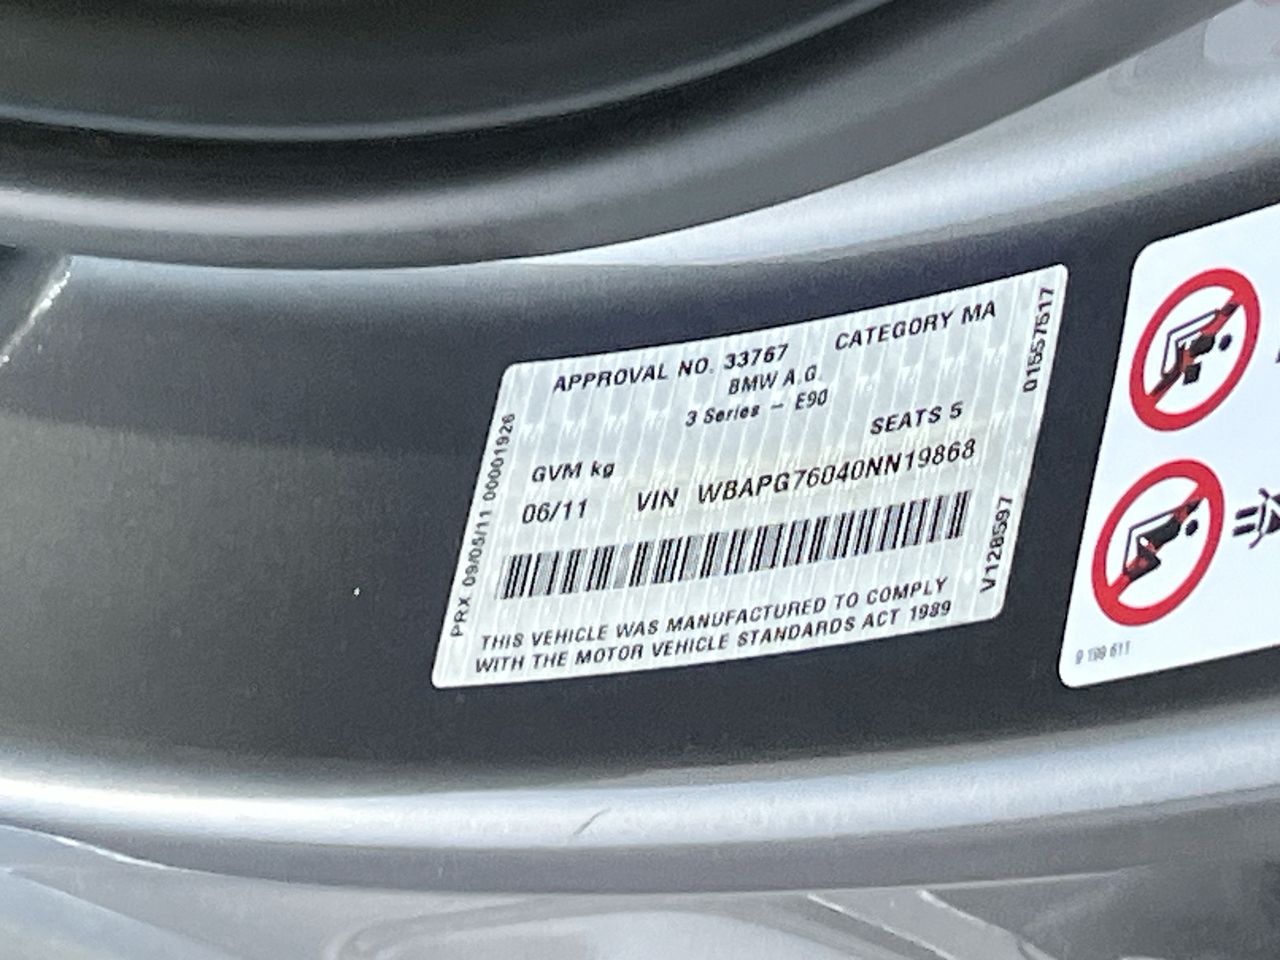 APPROVAL NO. 33767 CATEGORY MA
BMW A.G.
3 Series - E90
SEATS 5
GVM kg
06/11 VIN WBAPG76040NN19868
THIS VEHICLE WAS MANUFACTURED TO COMPLY
WITH THE MOTOR VEHICLE STANDARDS ACT 1989
PRX 09/05/11 00001926
01557517
V128597
9 199 611